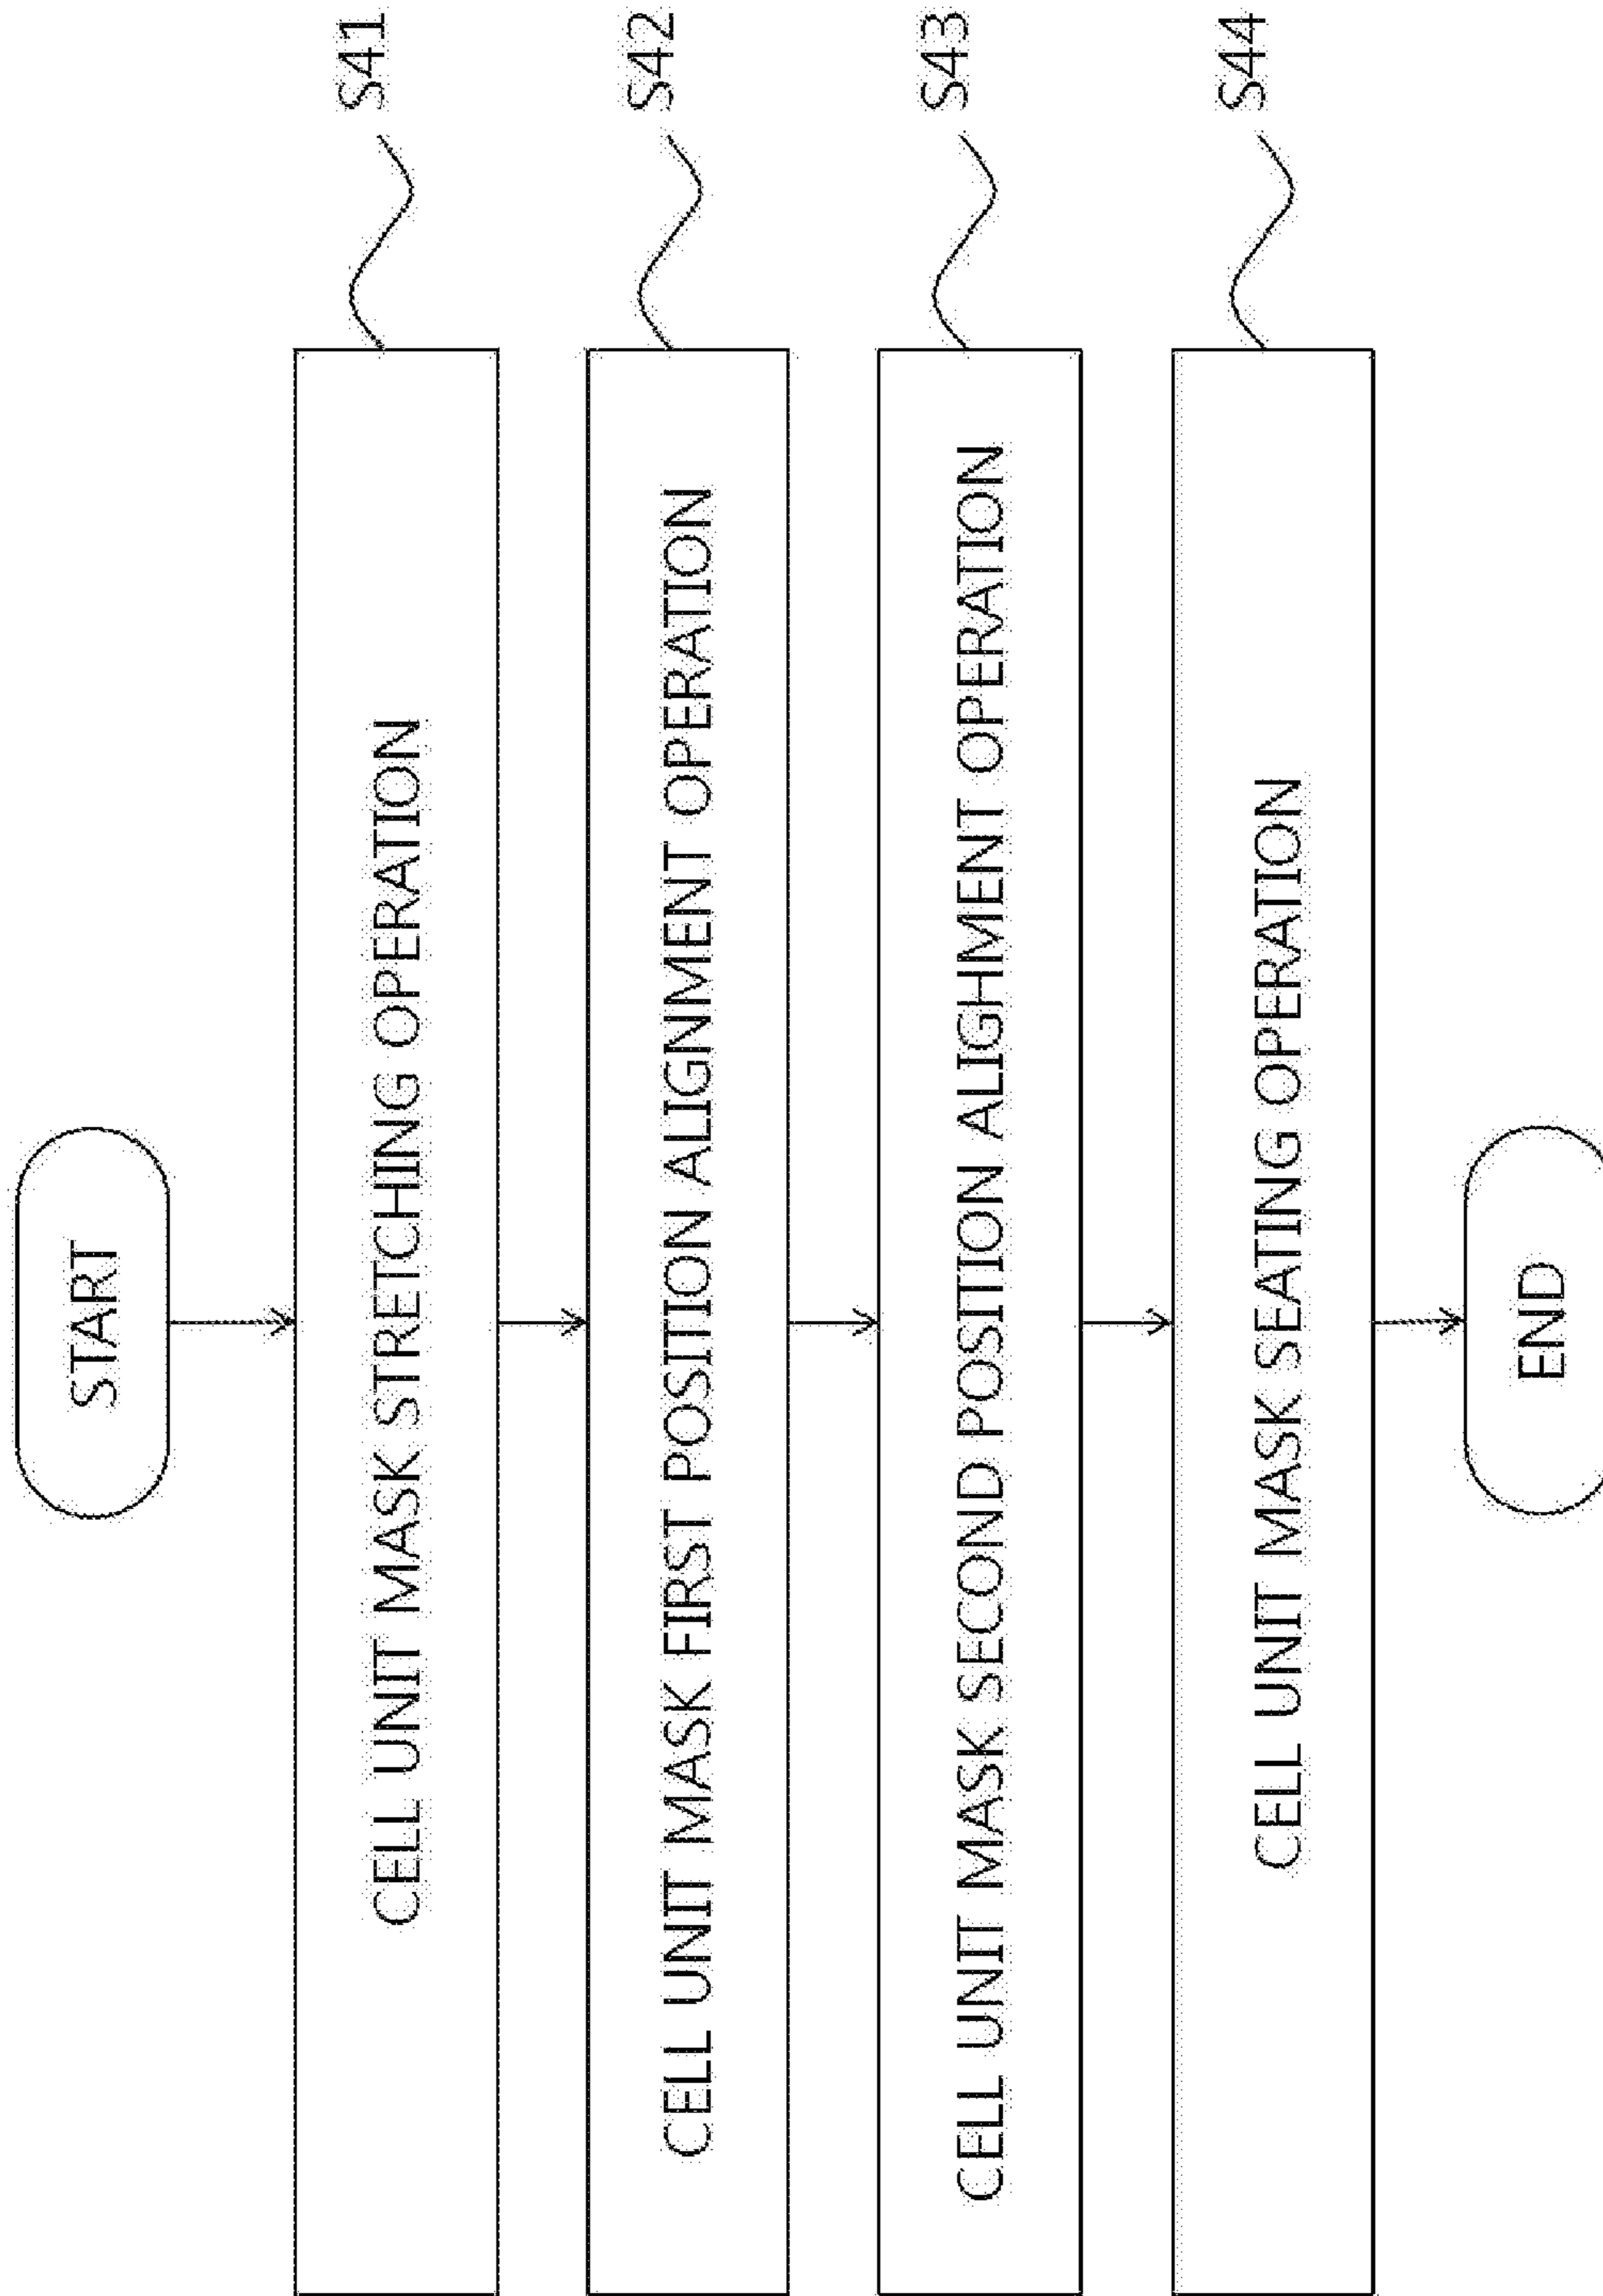 START
CELL UNIT MASK STRETCHING OPERATION
S41
CELL UNIT MASK FIRST POSITION ALIGNMENT OPERATION
S42
CELL UNIT MASK SECOND POSITION ALIGHMENT OPERATION
S43
CELL UNIT MASK SEATING OPERATION
S44
END